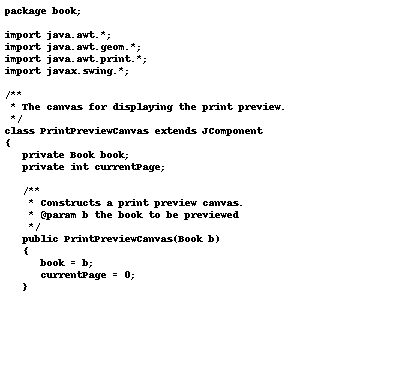 package book;

import java.awt.*;
import java.awt.geom.*;
import java.awt.print.*;
import javax.swing.*;

/**
 * The canvas for displaying the print preview.
 */
class PrintPreviewCanvas extends JComponent
{
   private Book book;
   private int currentPage;

   /**
    * Constructs a print preview canvas.
    * @param b the book to be previewed
    */
   public PrintPreviewCanvas(Book b)
   {
      book = b;
      currentPage = 0;
   }